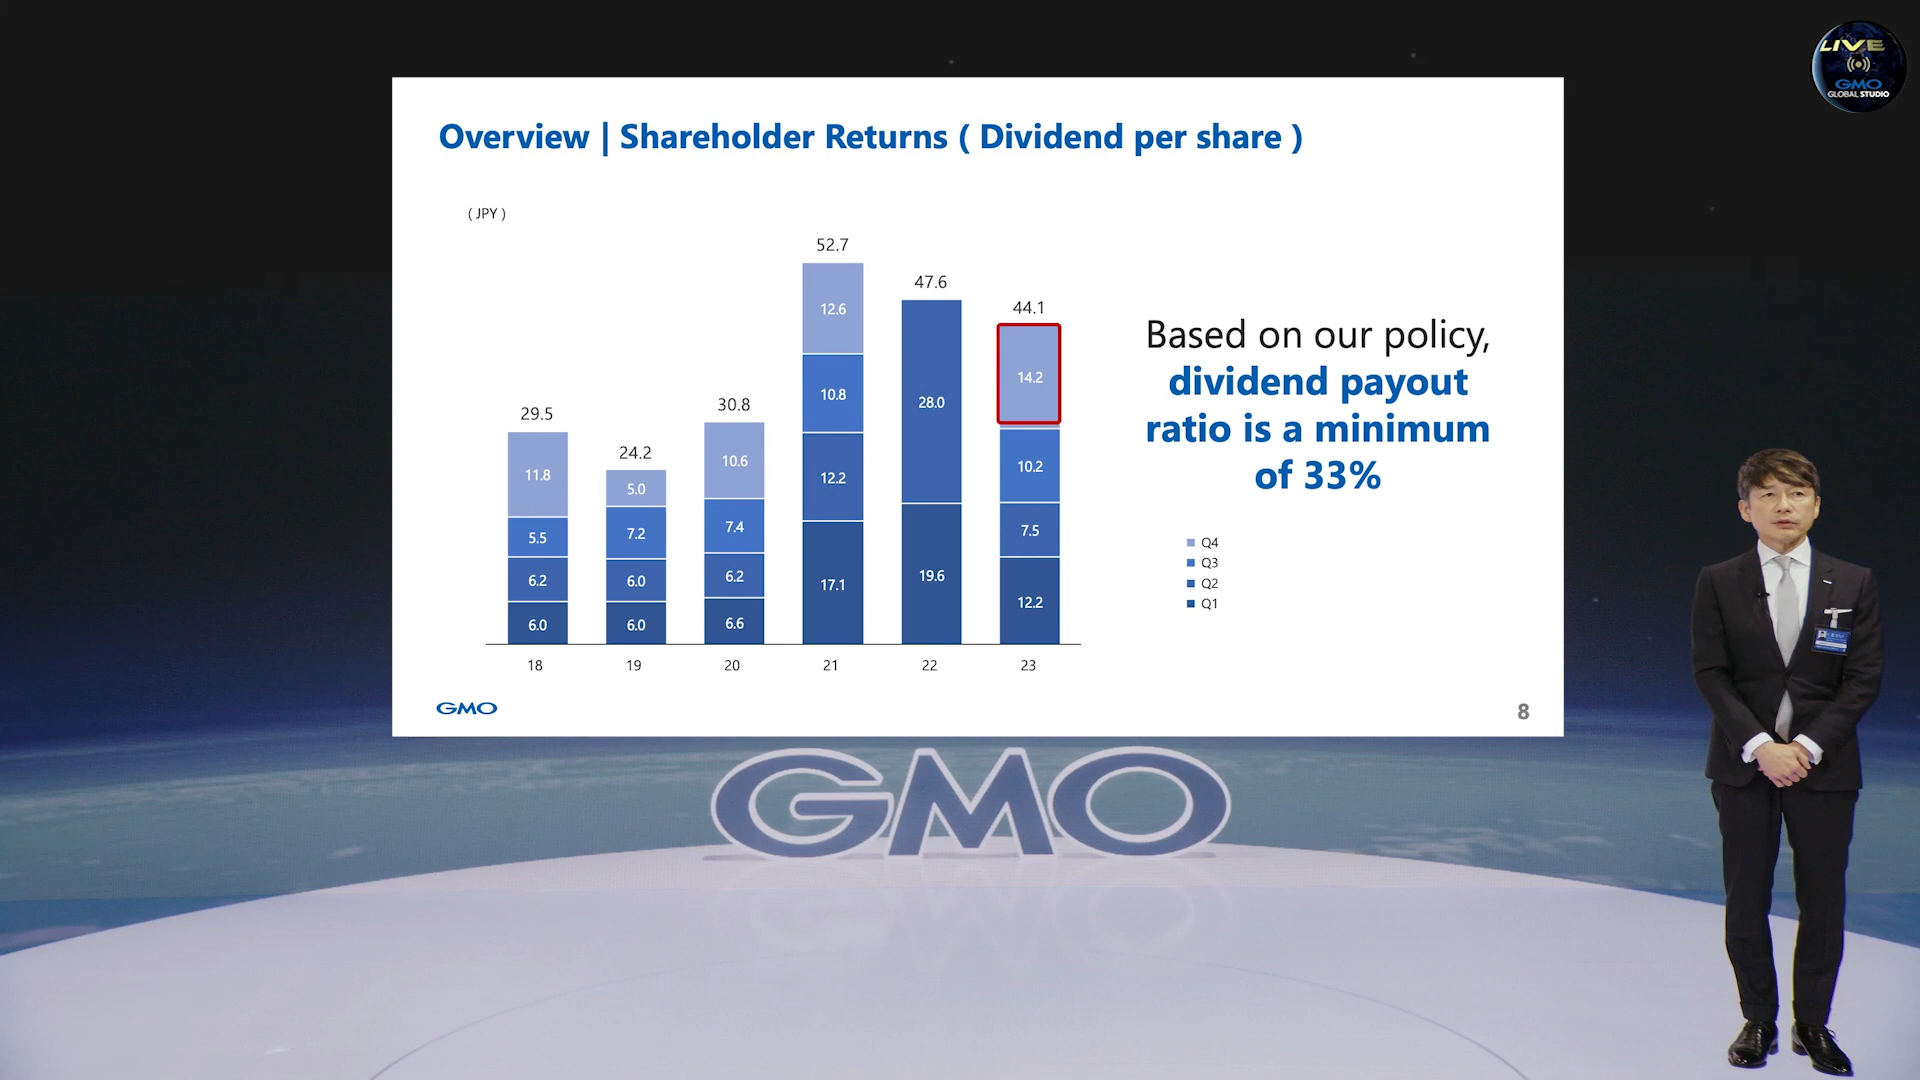 LIVE
GMO
GLOBAL STUDIO
Overview | Shareholder Returns ( Dividend per share )
( JPY )
52.7
47.6
44.1
30.8
29.5
24.2
12.6
10.8
12.2
17.1
28.0
19.6
14.2
10.2
7.5
12.2
11.8
5.5
6.2
6.0
5.0
7.2
6.0
6.0
10.6
7.4
6.2
6.6
18 19 20 21 22 23
Based on our policy,
dividend payout
ratio is a minimum
of 33%
Q4
Q3
Q2
Q1
GMO
8
GMO